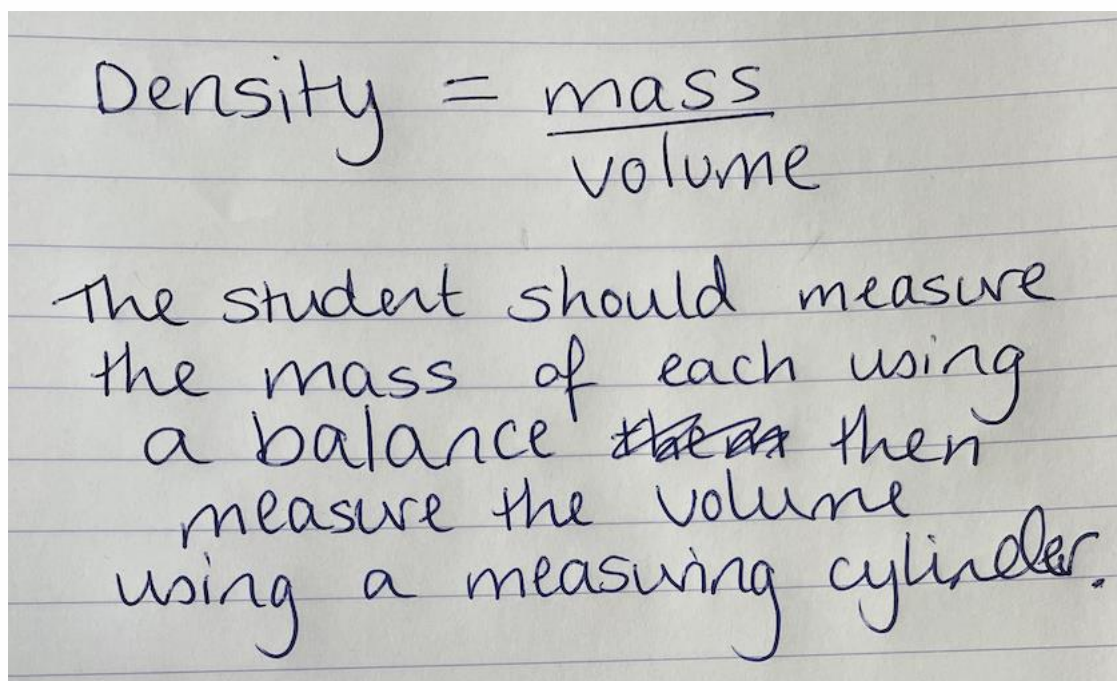 Density = mass
volume
The student should measure
the mass of each using
a balance then
measure the volume
using a measuring cylinder.